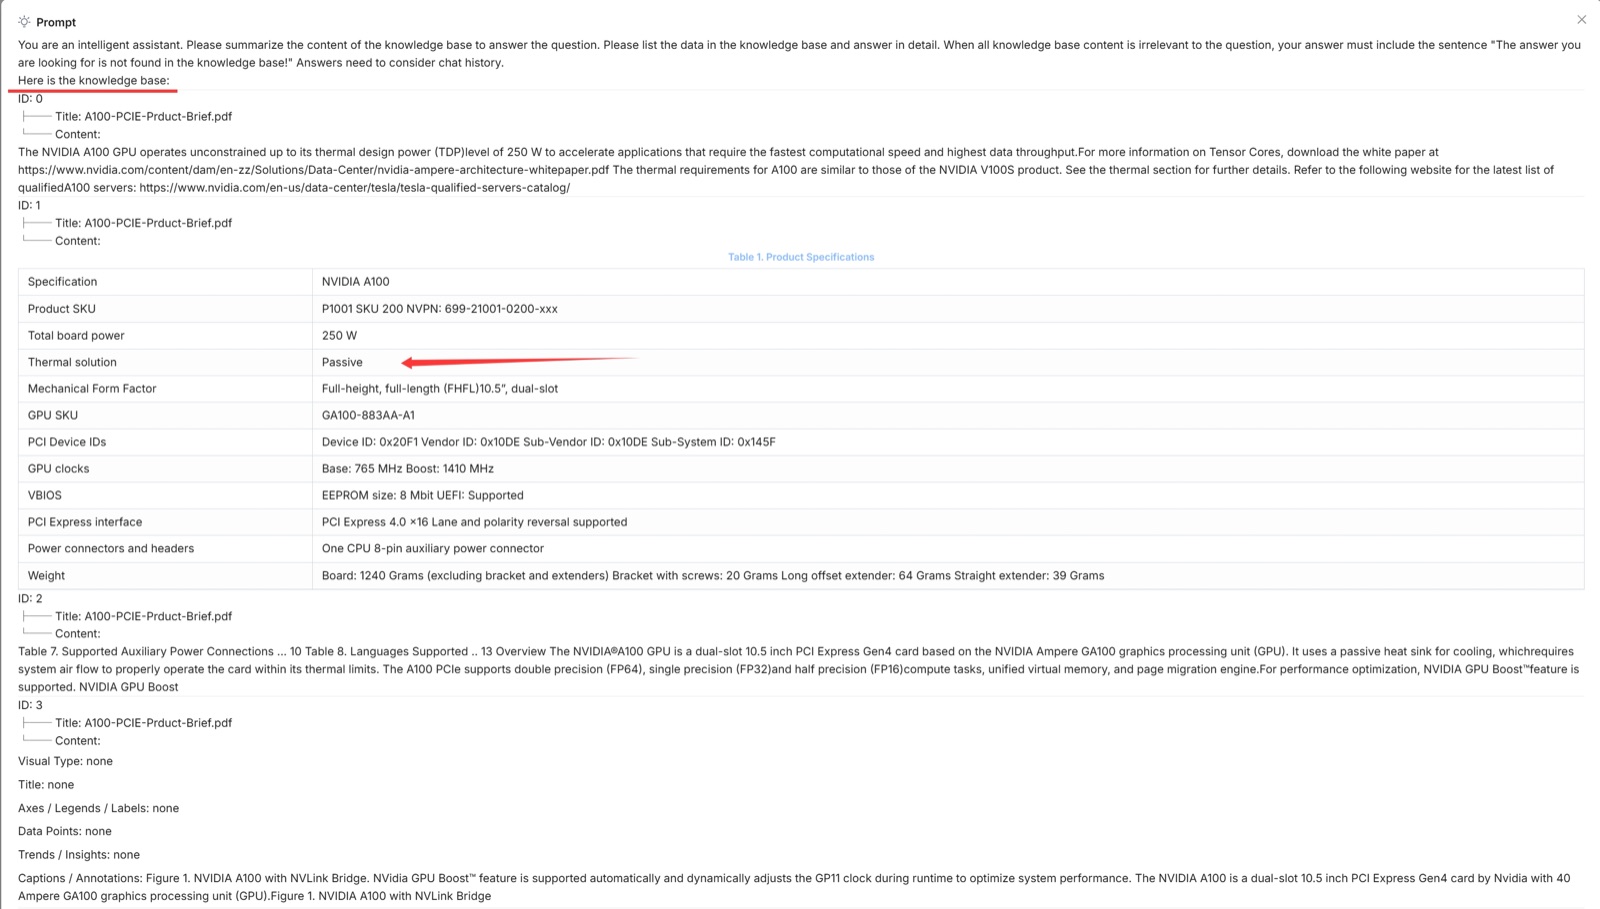 Prompt
You are an intelligent assistant. Please summarize the content of the knowledge base to answer the question. Please list the data in the knowledge base and answer in detail. When all knowledge base content is irrelevant to the question, your answer must include the sentence "The answer you
are looking for is not found in the knowledge base!" Answers need to consider chat history.
Here is the knowledge base:
ID: 0
Title: A100-PCIE-Prduct-Brief.pdf
Content:
The NVIDIA A100 GPU operates unconstrained up to its thermal design power (TDP)level of 250 W to accelerate applications that require the fastest computational speed and highest data throughput.For more information on Tensor Cores, download the white paper at
https://www.nvidia.com/content/dam/en-zz/Solutions/Data-Center/nvidia-ampere-architecture-whitepaper.pdf The thermal requirements for A100 are similar to those of the NVIDIA V100S product. See the thermal section for further details. Refer to the following website for the latest list of
qualifiedA100 servers: https://www.nvidia.com/en-us/data-center/tesla/tesla-qualified-servers-catalog/
ID: 1
Title: A100-PCIE-Prduct-Brief.pdf
Content:
Table 1. Product Specifications
Specification NVIDIA A100
Product SKU P1001 SKU 200 NVPN: 699-21001-0200-xxx
Total board power 250 W
Thermal solution Passive
Mechanical Form Factor Full-height, full-length (FHFL)10.5", dual-slot
GPU SKU GA100-883AA-A1
PCI Device IDs Device ID: 0x20F1 Vendor ID: 0x10DE Sub-Vendor ID: 0x10DE Sub-System ID: 0x145F
GPU clocks Base: 765 MHz Boost: 1410 MHz
VBIOS EEPROM size: 8 Mbit UEFI: Supported
PCI Express interface PCI Express 4.0 ×16 Lane and polarity reversal supported
Power connectors and headers One CPU 8-pin auxiliary power connector
Weight Board: 1240 Grams (excluding bracket and extenders) Bracket with screws: 20 Grams Long offset extender: 64 Grams Straight extender: 39 Grams
ID: 2
Title: A100-PCIE-Prduct-Brief.pdf
Content:
Table 7. Supported Auxiliary Power Connections ... 10 Table 8. Languages Supported .. 13 Overview The NVIDIA®A100 GPU is a dual-slot 10.5 inch PCI Express Gen4 card based on the NVIDIA Ampere GA100 graphics processing unit (GPU). It uses a passive heat sink for cooling, whichrequires
system air flow to properly operate the card within its thermal limits. The A100 PCIe supports double precision (FP64), single precision (FP32)and half precision (FP16)compute tasks, unified virtual memory, and page migration engine.For performance optimization, NVIDIA GPU Boost™feature is
supported. NVIDIA GPU Boost
ID: 3
Title: A100-PCIE-Prduct-Brief.pdf
Content:
Visual Type: none
Title: none
Axes / Legends / Labels: none
Data Points: none
Trends / Insights: none
Captions / Annotations: Figure 1. NVIDIA A100 with NVLink Bridge. NVidia GPU Boost™ feature is supported automatically and dynamically adjusts the GP11 clock during runtime to optimize system performance. The NVIDIA A100 is a dual-slot 10.5 inch PCI Express Gen4 card by Nvidia with 40
Ampere GA100 graphics processing unit (GPU).Figure 1. NVIDIA A100 with NVLink Bridge